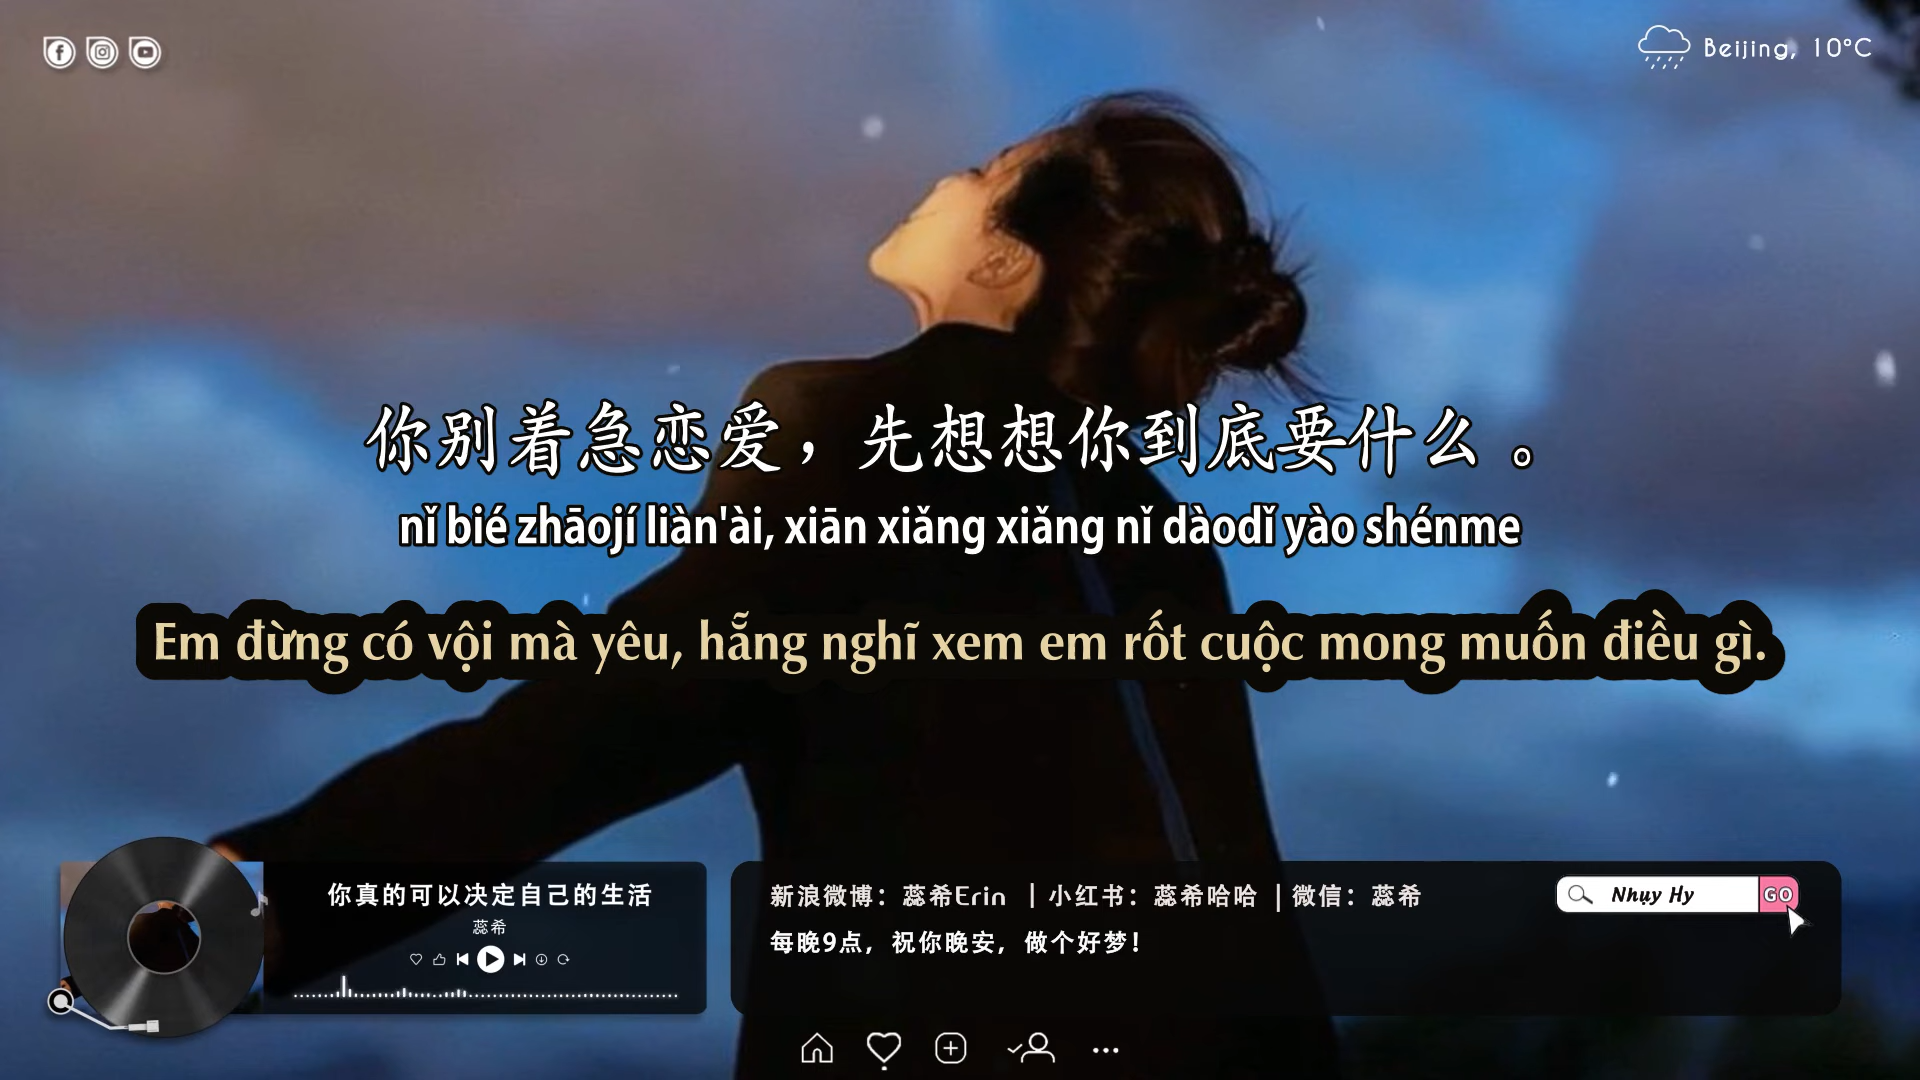 Beijing, 10°C
你别着急恋爱，先想想你到底要什么 。
nǐ bié zhāojí liàn'ài, xiān xiǎng xiǎng nǐ dàodǐ yào shénme
Em đừng có vội mà yêu, hẵng nghĩ xem em rốt cuộc mong muốn điều gì.
你真的可以决定自己的生活
蕊希
新浪微博：蕊希Erin ｜小红书：蕊希哈哈 ｜微信：蕊希
每晚9点，祝你晚安，做个好梦！
Nhụy Hy
GO